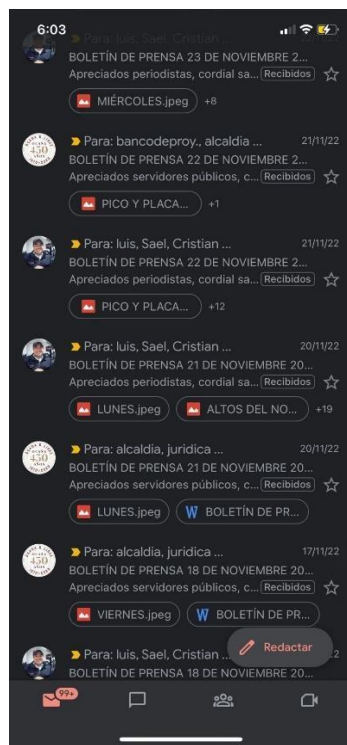 6:03
Para: luis, Sael, Cristian ...
BOLETÍN DE PRENSA 23 DE NOVIEMBRE 2...
Apreciados periodistas, cordial sa... Recibidos
MIÉRCOLES.jpeg +8
Para: bancodeproy., alcaldia ... 21/11/22
BOLETÍN DE PRENSA 22 DE NOVIEMBRE 2...
Apreciados servidores públicos, c... Recibidos
PICO Y PLACA... +1
Para: luis, Sael, Cristian ... 21/11/22
BOLETÍN DE PRENSA 22 DE NOVIEMBRE 2...
Apreciados periodistas, cordial sa... Recibidos
PICO Y PLACA... +12
Para: luis, Sael, Cristian ... 20/11/22
BOLETÍN DE PRENSA 21 DE NOVIEMBRE 20...
Apreciados periodistas, cordial sa... Recibidos
LUNES.jpeg ALTOS DEL NO... +19
Para: alcaldia, juridica ... 20/11/22
BOLETÍN DE PRENSA 21 DE NOVIEMBRE 20...
Apreciados servidores públicos, c... Recibidos
LUNES.jpeg W BOLETÍN DE PR...
Para: alcaldia, juridica ... 17/11/22
BOLETÍN DE PRENSA 18 DE NOVIEMBRE 20...
Apreciados servidores públicos, c... Recibidos
VIERNES.jpeg W BOLETÍN DE PR...
Redactar
Para: luis, Sael, Cristian
BOLETÍN DE PRENSA 18 DE NOVIEMBRE 20...
99+